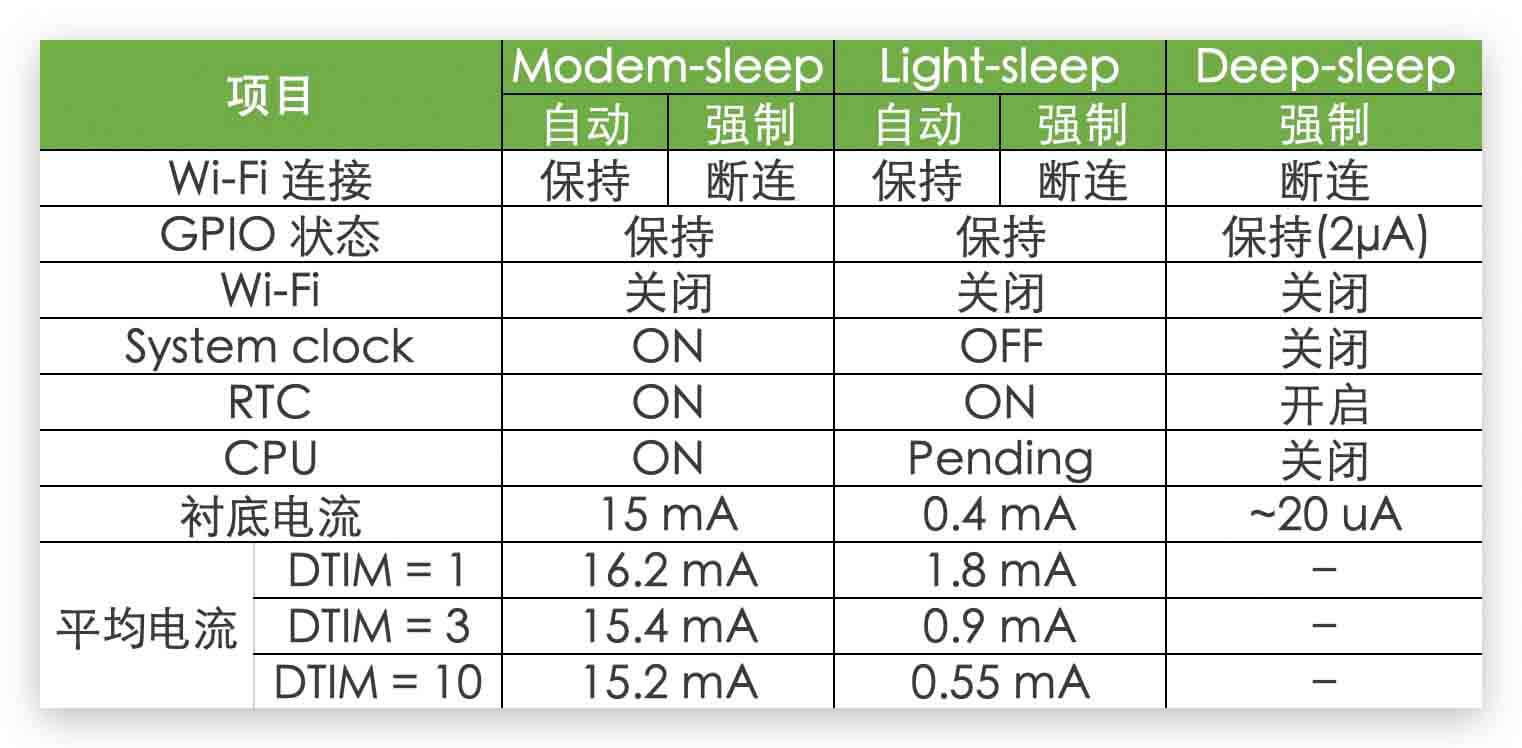 项目 Modem-sleep Light-sleep Deep-sleep
自动 强制 自动 强制 强制
Wi-Fi 连接 保持 断连 保持 断连 断连
GPIO 状态 保持 保持 保持(2μA)
Wi-Fi 关闭 关闭 关闭
System clock ON OFF 关闭
RTC ON ON 开启
CPU ON Pending 关闭
衬底电流 15 mA 0.4 mA ~20 uA
平均电流 DTIM = 1 16.2 mA 1.8 mA –
DTIM = 3 15.4 mA 0.9 mA –
DTIM = 10 15.2 mA 0.55 mA –